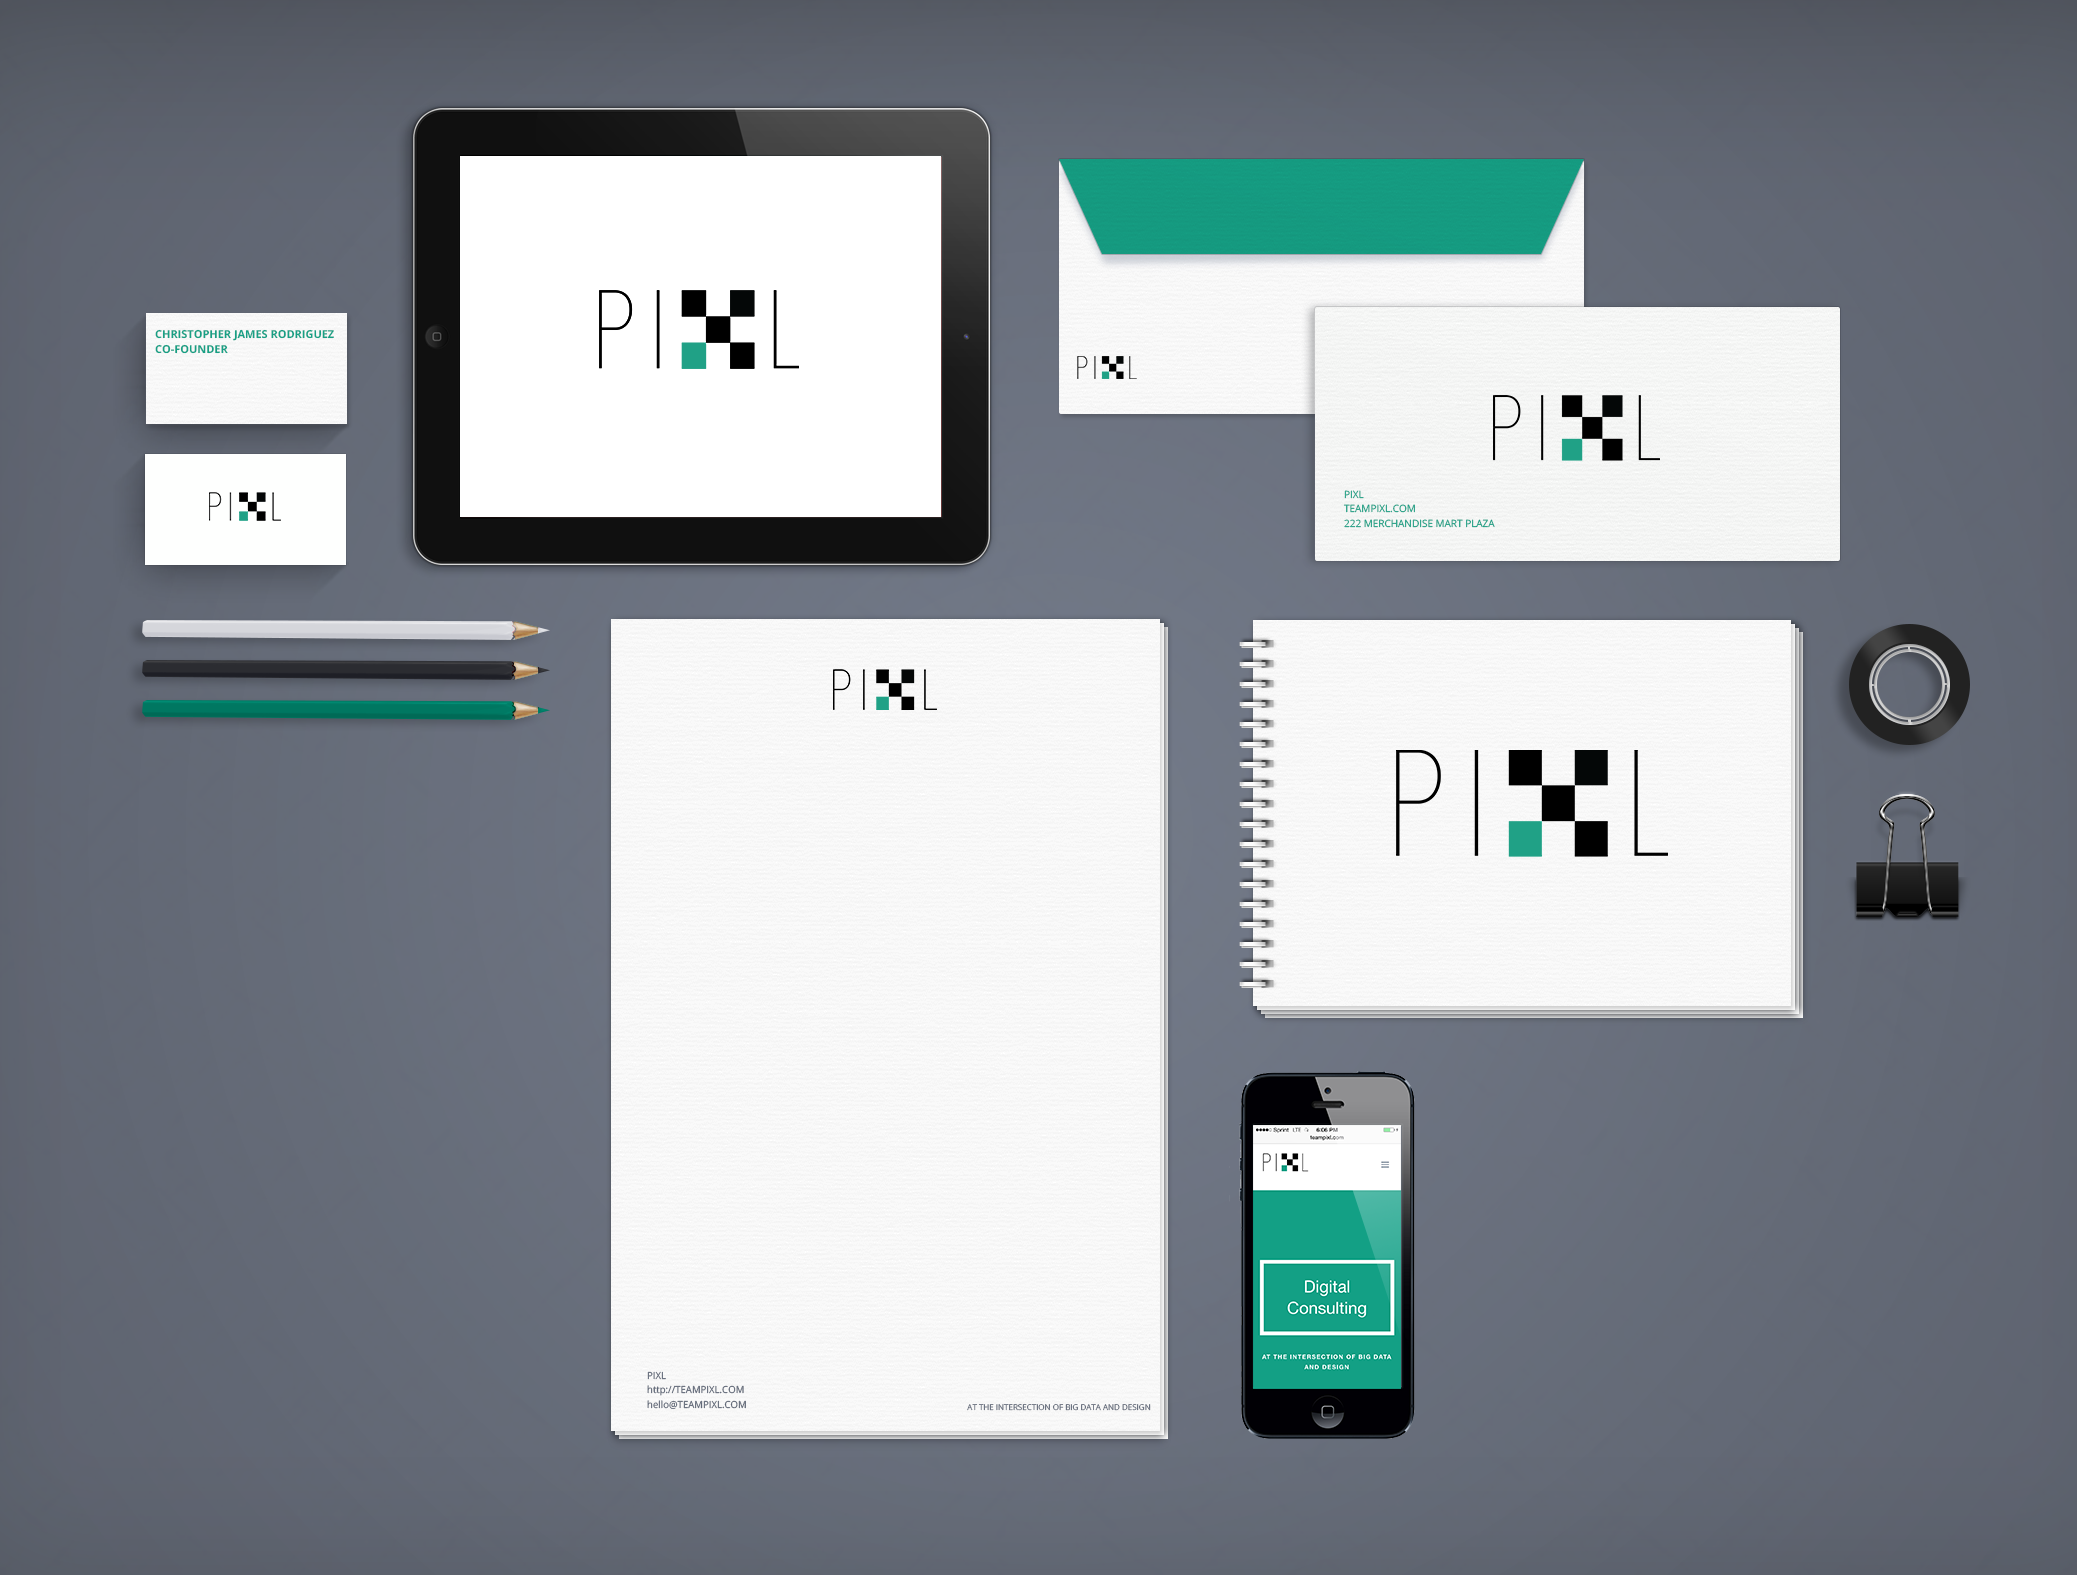 PIXL
CHRISTOPHER JAMES RODRIGUEZ
CO-FOUNDER
PIXL
PIXL
PIXL
PIXL
TEAMPIXL.COM
222 MERCHANDISE MART PLAZA
PIXL
PIXL
http://TEAMPIXL.COM
hello@TEAMPIXL.COM
AT THE INTERSECTION OF BIG DATA AND DESIGN
PIXL
Sprint LTE 6:06 PM
teampixl.com
PIXL
Digital
Consulting
AT THE INTERSECTION OF BIG DATA
AND DESIGN